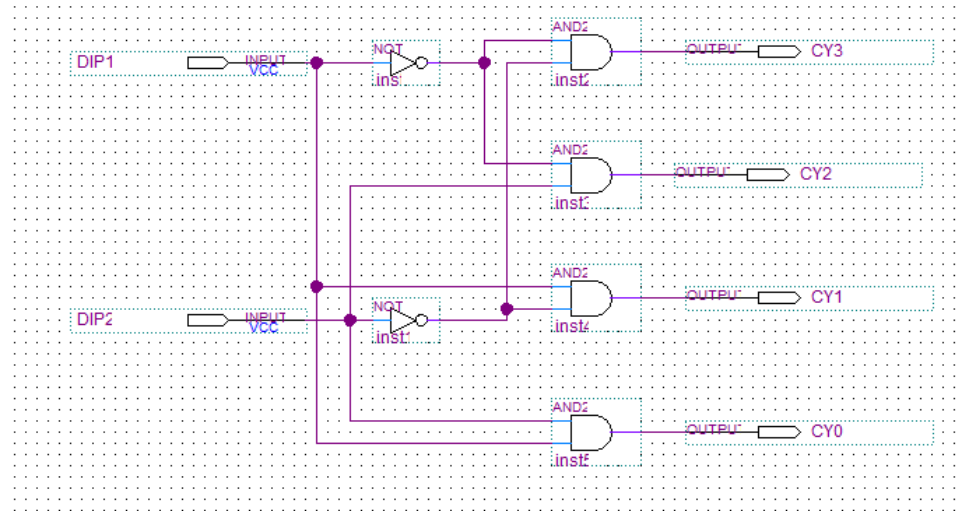 AND2
NOT
OUTPUT
CY3
DIP1
INPUT
VCC
inst2
AND2
OUTPUT
CY2
inst3
AND2
NOT
OUTPUT
CY1
DIP2
INPUT
VCC
inst1
inst4
AND2
OUTPUT
CY0
inst5